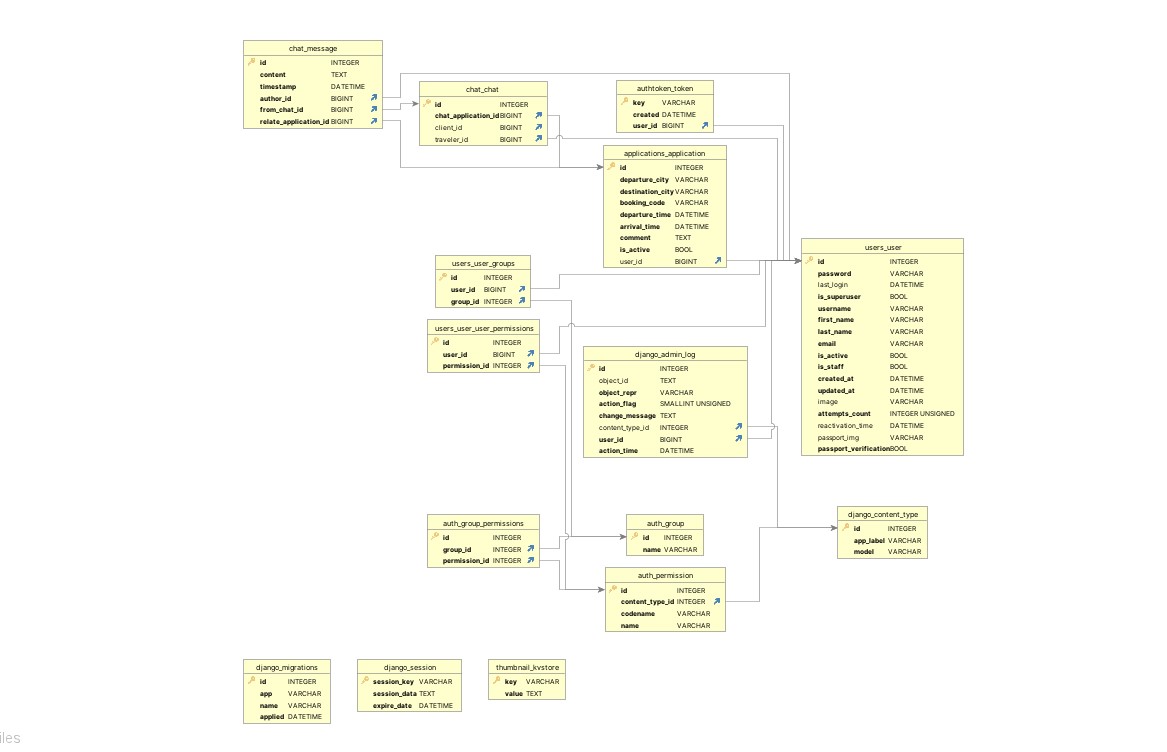 chat_message
id INTEGER
content TEXT
timestamp DATETIME
author_id BIGINT
from_chat_id BIGINT
relate_application_id BIGINT
chat_chat
id INTEGER
chat_application_id BIGINT
client_id BIGINT
traveler_id BIGINT
authtoken_token
key VARCHAR
created DATETIME
user_id BIGINT
applications_application
id INTEGER
departure_city VARCHAR
destination_city VARCHAR
booking_code VARCHAR
departure_time DATETIME
arrival_time DATETIME
comment TEXT
is_active BOOL
user_id BIGINT
users_user
id INTEGER
password VARCHAR
last_login DATETIME
is_superuser BOOL
username VARCHAR
first_name VARCHAR
last_name VARCHAR
email VARCHAR
is_active BOOL
is_staff BOOL
created_at DATETIME
updated_at DATETIME
image VARCHAR
attempts_count INTEGER UNSIGNED
reactivation_time DATETIME
passport_img VARCHAR
passport_verification BOOL
users_user_groups
id INTEGER
user_id BIGINT
group_id INTEGER
users_user_user_permissions
id INTEGER
user_id BIGINT
permission_id INTEGER
django_admin_log
id INTEGER
object_id TEXT
object_repr VARCHAR
action_flag SMALLINT UNSIGNED
change_message TEXT
content_type_id INTEGER
user_id BIGINT
action_time DATETIME
auth_group_permissions
id INTEGER
group_id INTEGER
permission_id INTEGER
auth_group
id INTEGER
name VARCHAR
django_content_type
id INTEGER
app_label VARCHAR
model VARCHAR
auth_permission
id INTEGER
content_type_id INTEGER
codename VARCHAR
name VARCHAR
django_migrations
id INTEGER
app VARCHAR
name VARCHAR
applied DATETIME
django_session
session_key VARCHAR
session_data TEXT
expire_date DATETIME
thumbnail_kvstore
key VARCHAR
value TEXT
iles